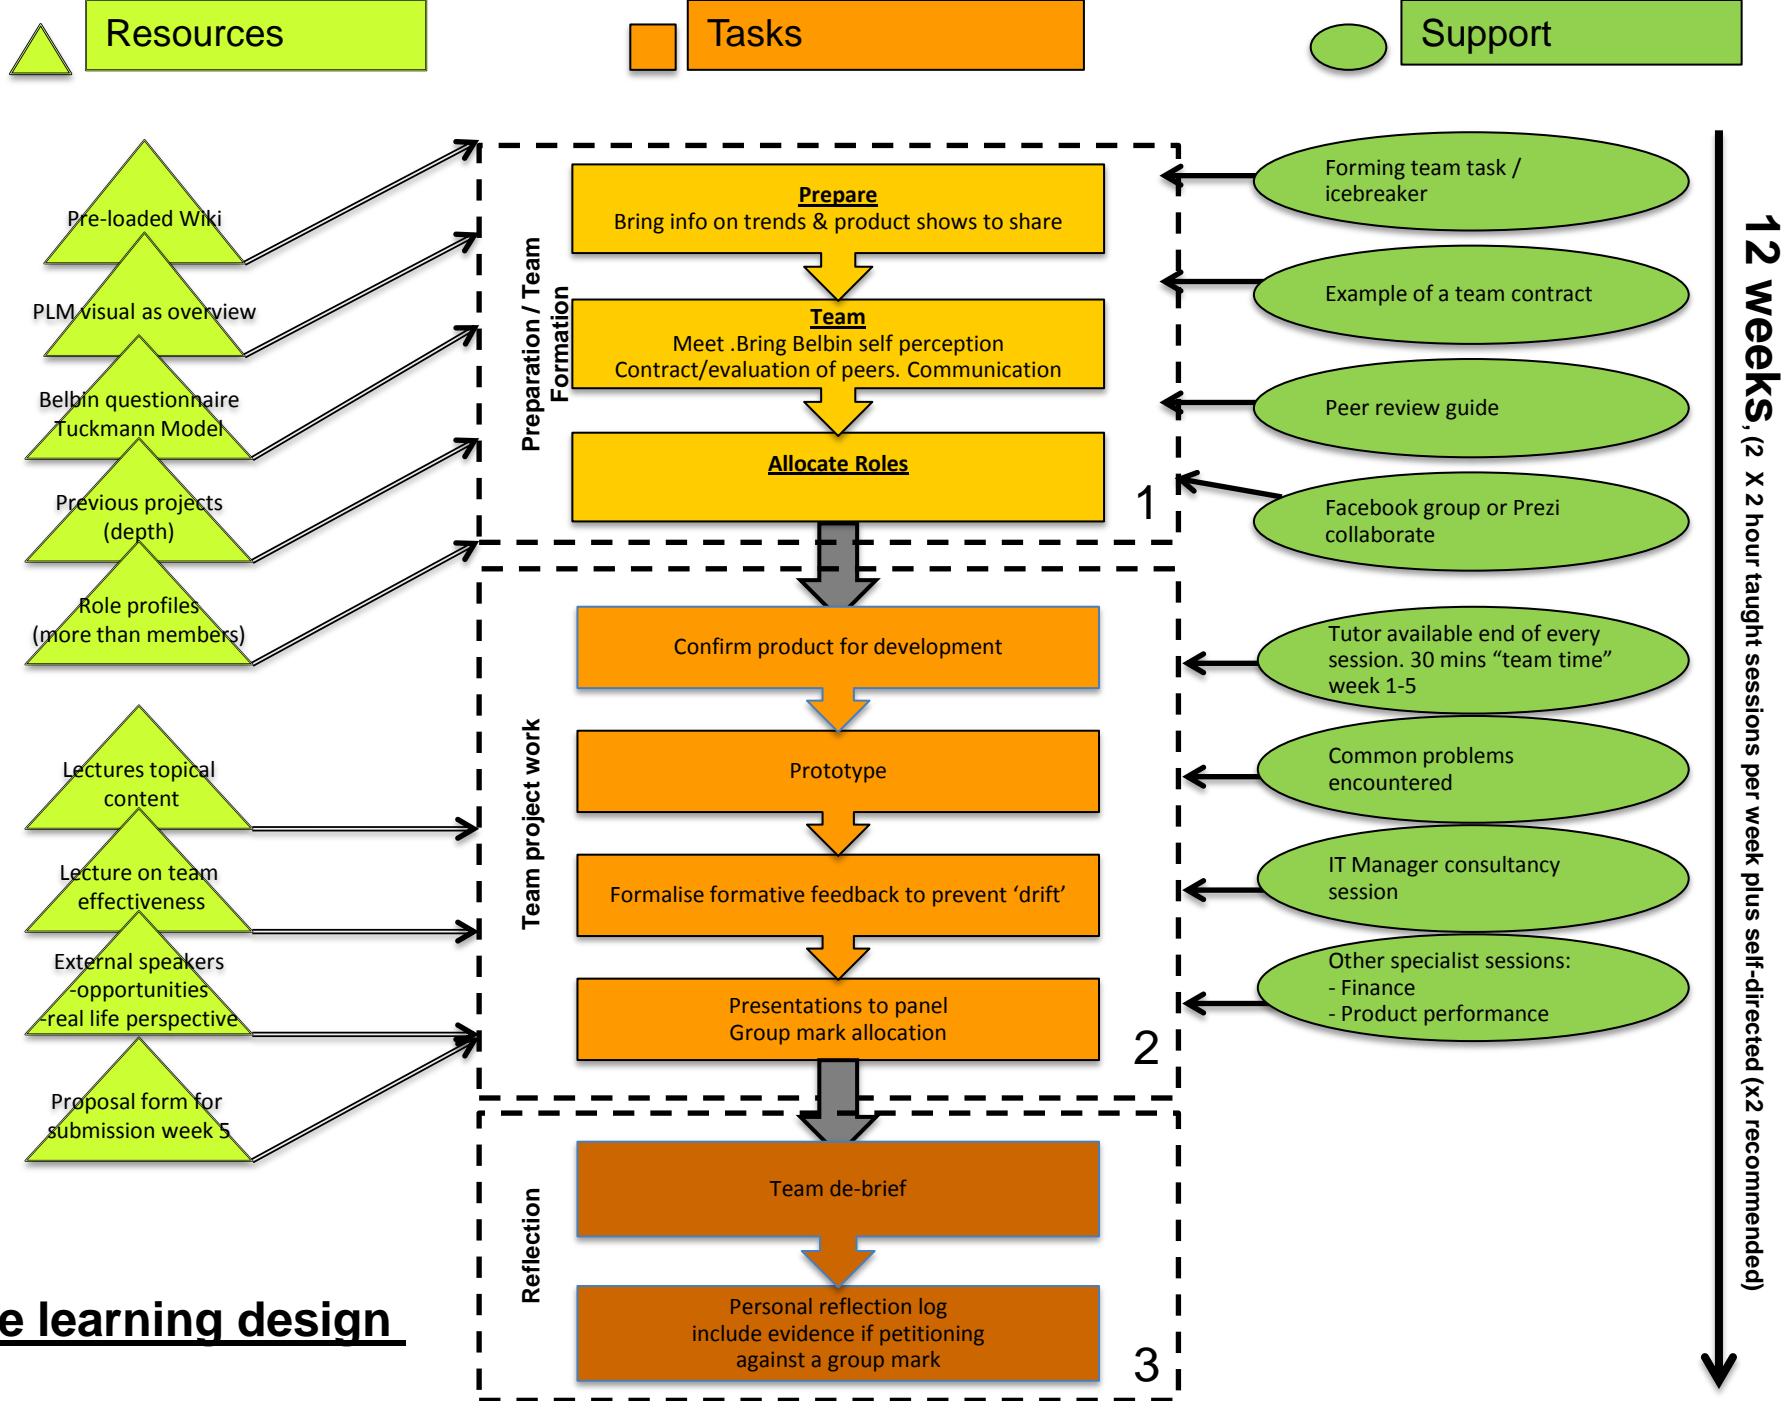 Resources
Tasks
Support
Pre-loaded Wiki
PLM visual as overview
Belbin questionnaire
Tuckmann Model
Previous projects
(depth)
Role profiles
(more than members)
Lectures topical
content
Lecture on team
effectiveness
External speakers
-opportunities
-real life perspective
Proposal form for
submission week 5
Preparation / Team
Formation
Prepare
Bring info on trends & product shows to share
Team
Meet .Bring Belbin self perception
Contract/evaluation of peers. Communication
Allocate Roles
1
Team project work
Confirm product for development
Prototype
Formalise formative feedback to prevent ‘drift’
Presentations to panel
Group mark allocation
2
Reflection
Team de-brief
Personal reflection log
include evidence if petitioning
against a group mark
3
Forming team task /
icebreaker
Example of a team contract
Peer review guide
Facebook group or Prezi
collaborate
Tutor available end of every
session. 30 mins “team time”
week 1-5
Common problems
encountered
IT Manager consultancy
session
Other specialist sessions:
- Finance
- Product performance
12 weeks, (2 X 2 hour taught sessions per week plus self-directed (x2 recommended)
e learning design